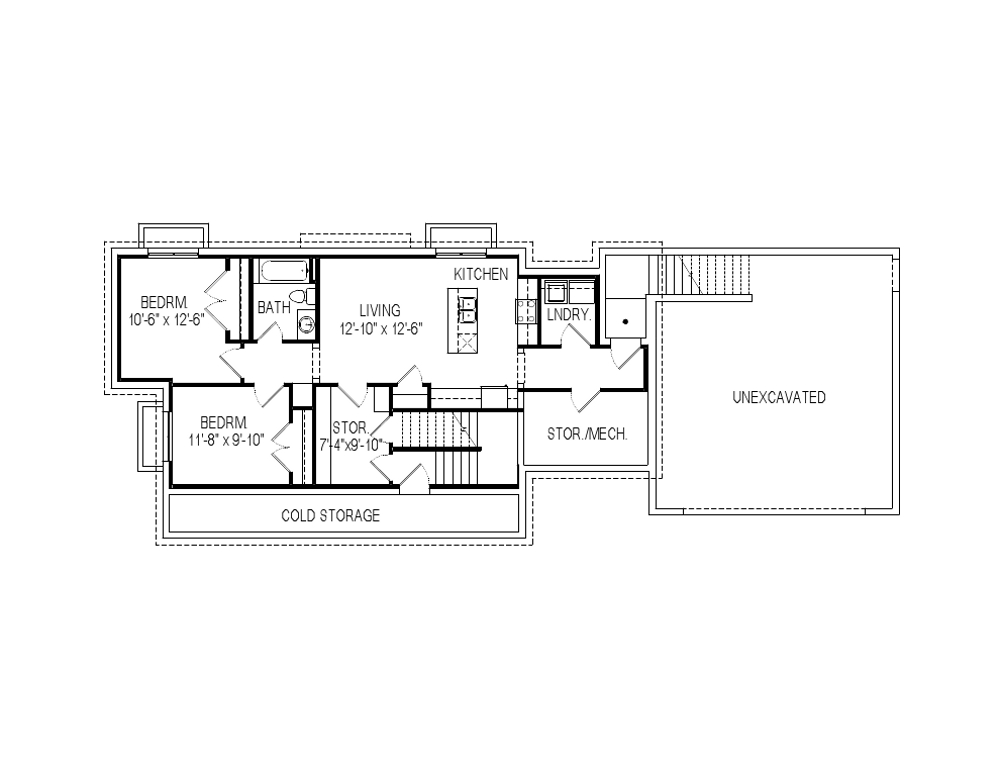 KITCHEN
BEDRM.
10'-6" x 12'-6"
BATH
LIVING
12'-10" x 12'-6"
LNDRY.
UNEXCAVATED
BEDRM.
11'-8" x 9'-10"
STOR.
7'-4"x9'-10"
STOR./MECH.
COLD STORAGE